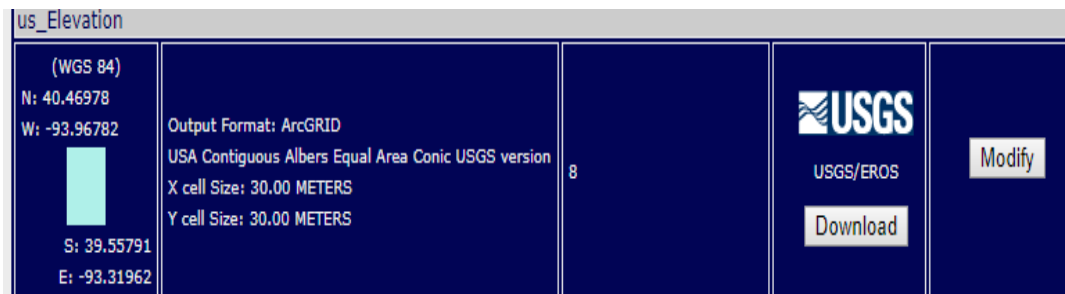 us_Elevation
(WGS 84)
N: 40.46978
W: -93.96782
S: 39.55791
E: -93.31962
Output Format: ArcGRID
USA Contiguous Albers Equal Area Conic USGS version
X cell Size: 30.00 METERS
Y cell Size: 30.00 METERS
8
USGS
USGS/EROS
Download
Modify